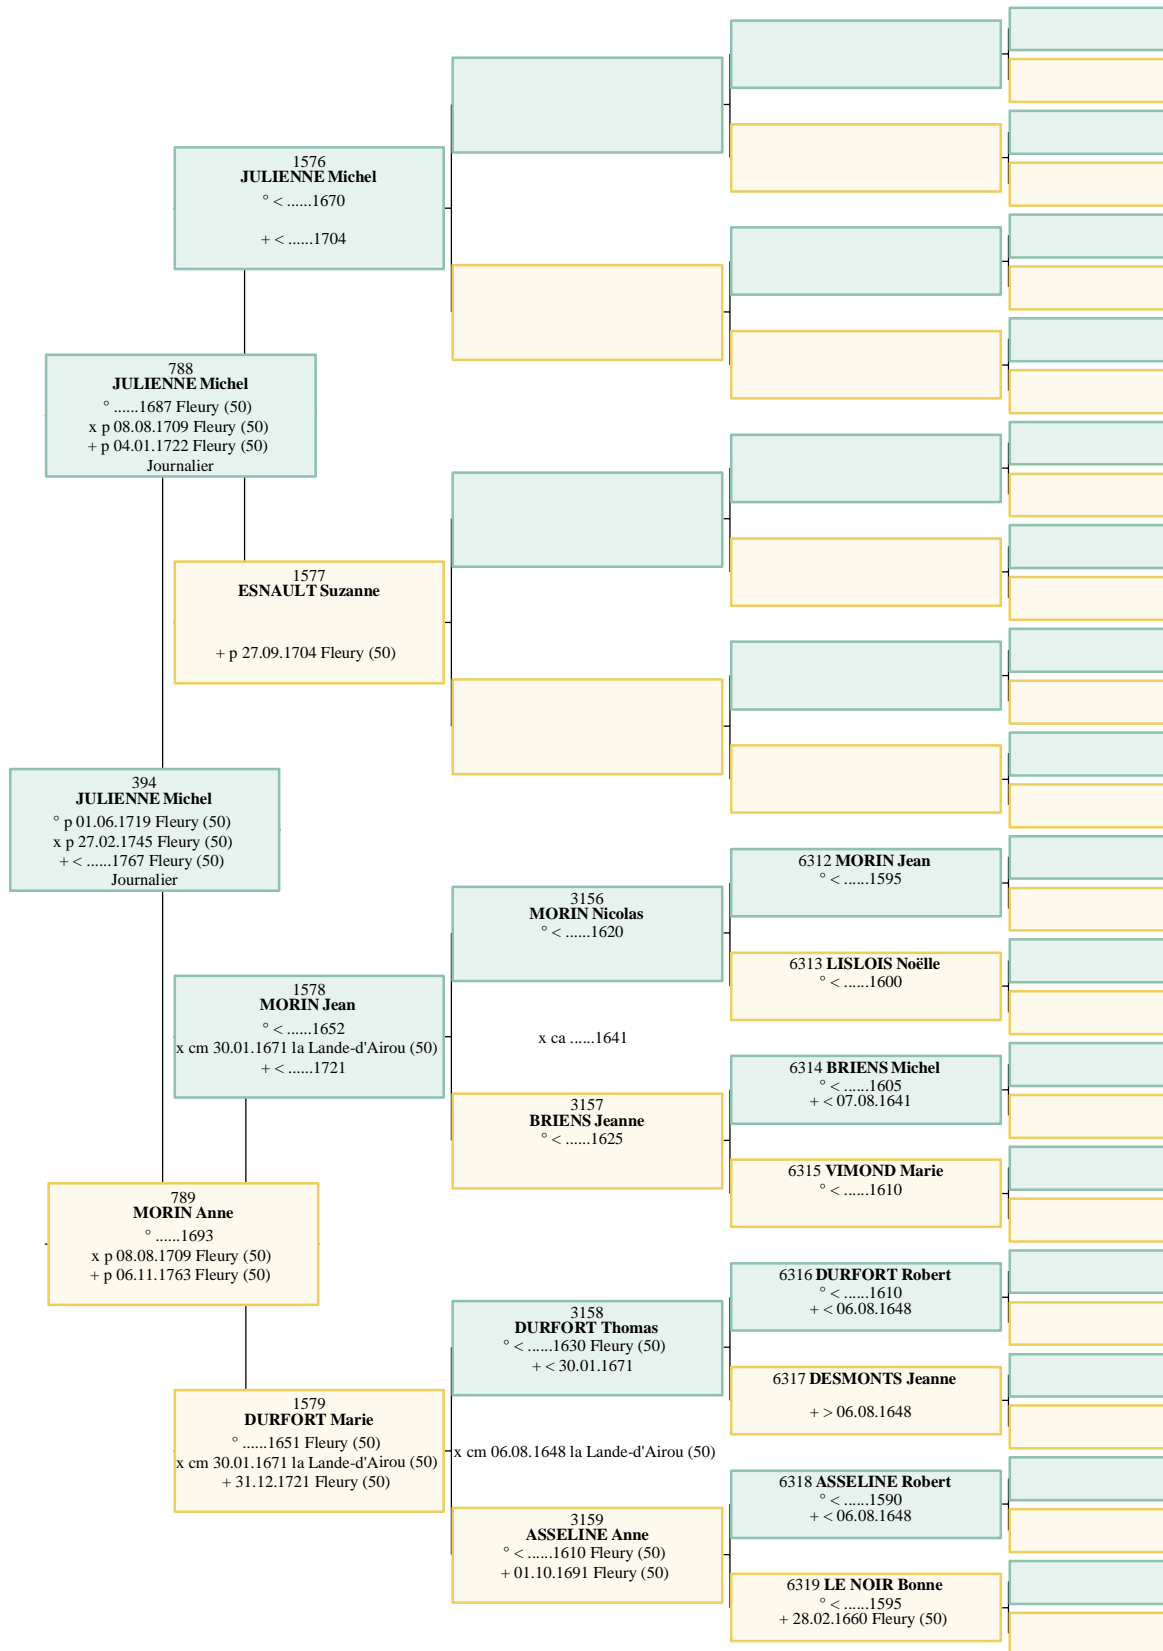 1576
JULIENNE Michel
° < ......1670
+ < ......1704
788
JULIENNE Michel
° ......1687 Fleury (50)
x p 08.08.1709 Fleury (50)
+ p 04.01.1722 Fleury (50)
Journalier
1577
ESNAULT Suzanne
+ p 27.09.1704 Fleury (50)
394
JULIENNE Michel
° p 01.06.1719 Fleury (50)
x p 27.02.1745 Fleury (50)
+ < ......1767 Fleury (50)
Journalier
6312 MORIN Jean
° < ......1595
3156
MORIN Nicolas
° < ......1620
6313 LISLOIS Noëlle
° < ......1600
1578
MORIN Jean
° < ......1652
x cm 30.01.1671 la Lande-d'Airou (50)
+ < ......1721
x ca ......1641
6314 BRIENS Michel
° < ......1605
+ < 07.08.1641
3157
BRIENS Jeanne
° < ......1625
6315 VIMOND Marie
° < ......1610
789
MORIN Anne
° ......1693
x p 08.08.1709 Fleury (50)
+ p 06.11.1763 Fleury (50)
6316 DURFORT Robert
° < ......1610
+ < 06.08.1648
3158
DURFORT Thomas
° < ......1630 Fleury (50)
+ < 30.01.1671
6317 DESMONTS Jeanne
+ > 06.08.1648
1579
DURFORT Marie
° ......1651 Fleury (50)
x cm 30.01.1671 la Lande-d'Airou (50)
+ 31.12.1721 Fleury (50)
x cm 06.08.1648 la Lande-d'Airou (50)
6318 ASSELINE Robert
° < ......1590
+ < 06.08.1648
3159
ASSELINE Anne
° < ......1610 Fleury (50)
+ 01.10.1691 Fleury (50)
6319 LE NOIR Bonne
° < ......1595
+ 28.02.1660 Fleury (50)